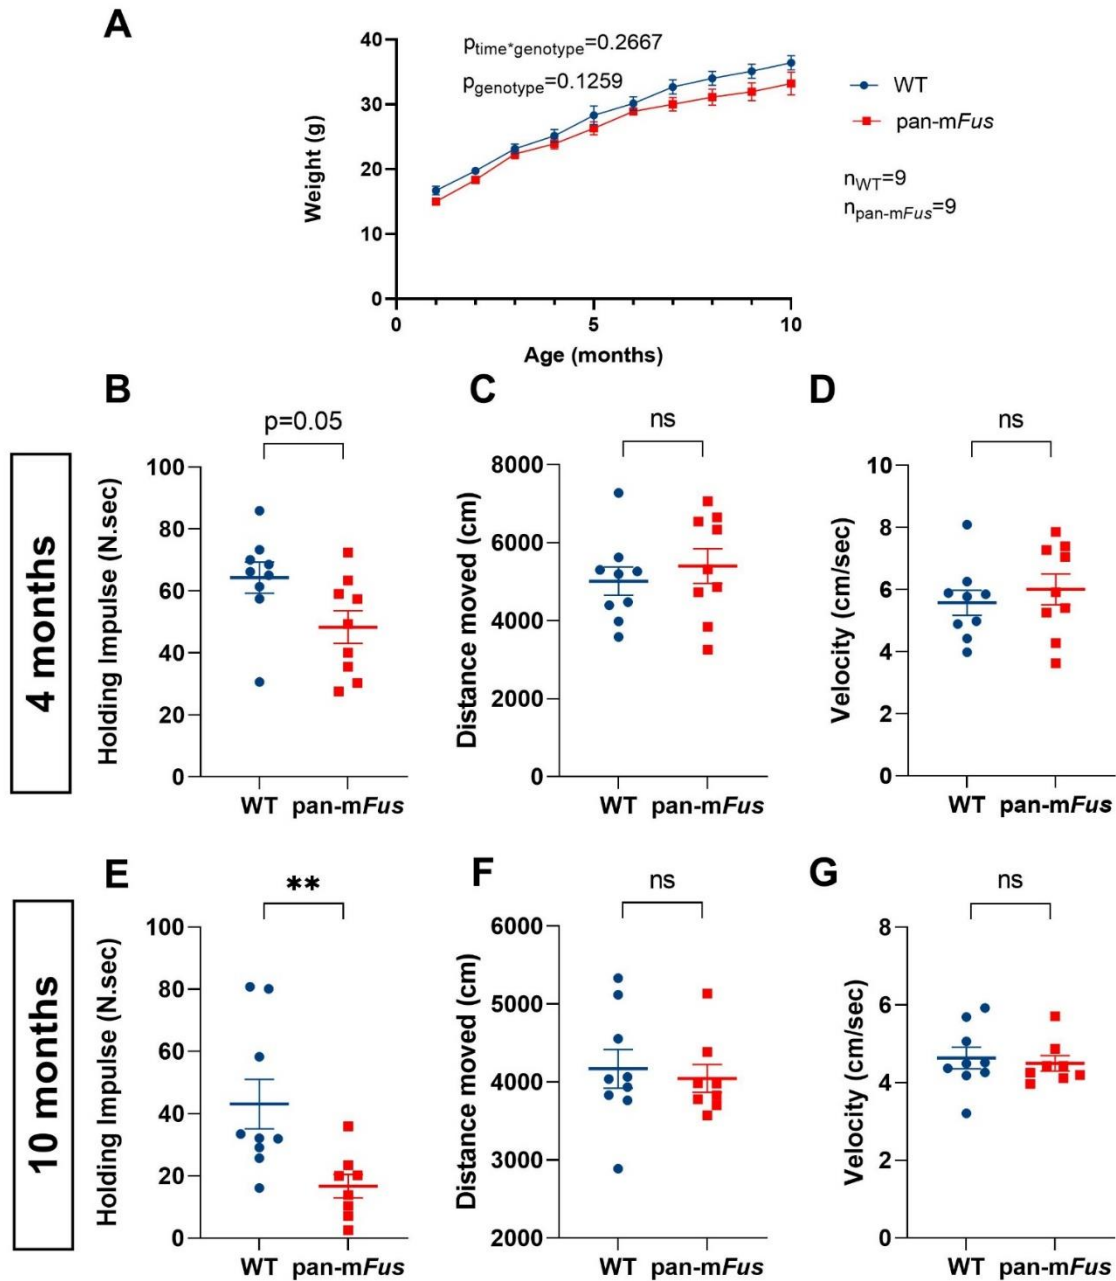 A
p_time*genotype=0.2667
p_genotype=0.1259
40
30
20
10
0
Weight (g)
0
5
10
Age (months)
WT
pan-mFus
n_WT=9
n_pan-mFus=9
4 months
B
p=0.05
Holding Impulse (N.sec)
100
80
60
40
20
0
WT pan-mFus
C
ns
Distance moved (cm)
8000
6000
4000
2000
0
WT pan-mFus
D
ns
Velocity (cm/sec)
10
8
6
4
2
0
WT pan-mFus
10 months
E
**
Holding Impulse (N.sec)
100
80
60
40
20
0
WT pan-mFus
F
ns
Distance moved (cm)
6000
5000
4000
3000
2000
WT pan-mFus
G
ns
Velocity (cm/sec)
8
6
4
2
0
WT pan-mFus